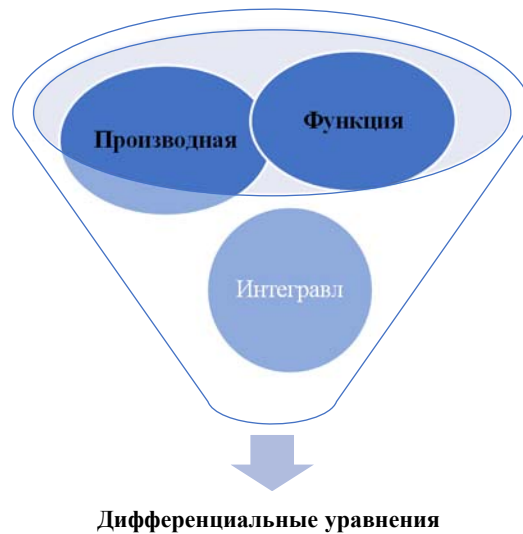 Функция
Производная
Интегравл
Дифференциальные уравнения